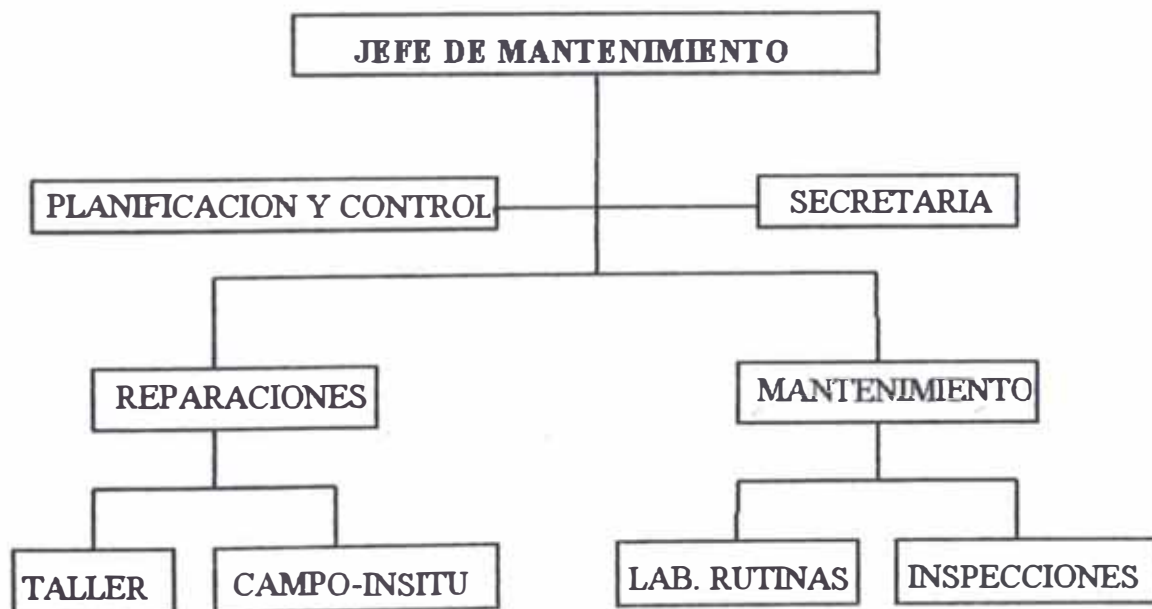 JEFE DE MANTENIMIENTO
PLANIFICACION Y CONTROL
SECRETARIA
REPARACIONES
MANTENIMIENTO
TALLER
CAMPO-INSITU
LAB. RUTINAS
INSPECCIONES